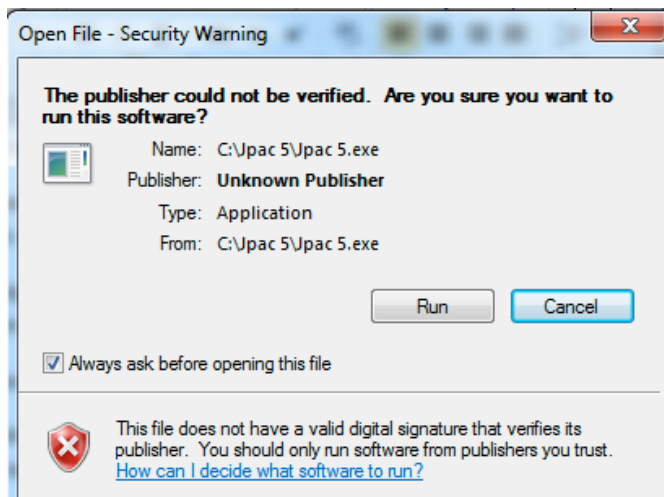 Open File - Security Warning
The publisher could not be verified. Are you sure you want to
run this software?
Name: C:\Jpac 5\Jpac 5.exe
Publisher: Unknown Publisher
Type: Application
From: C:\Jpac 5\Jpac 5.exe
Run Cancel
Always ask before opening this file
This file does not have a valid digital signature that verifies its
publisher. You should only run software from publishers you trust.
How can I decide what software to run?